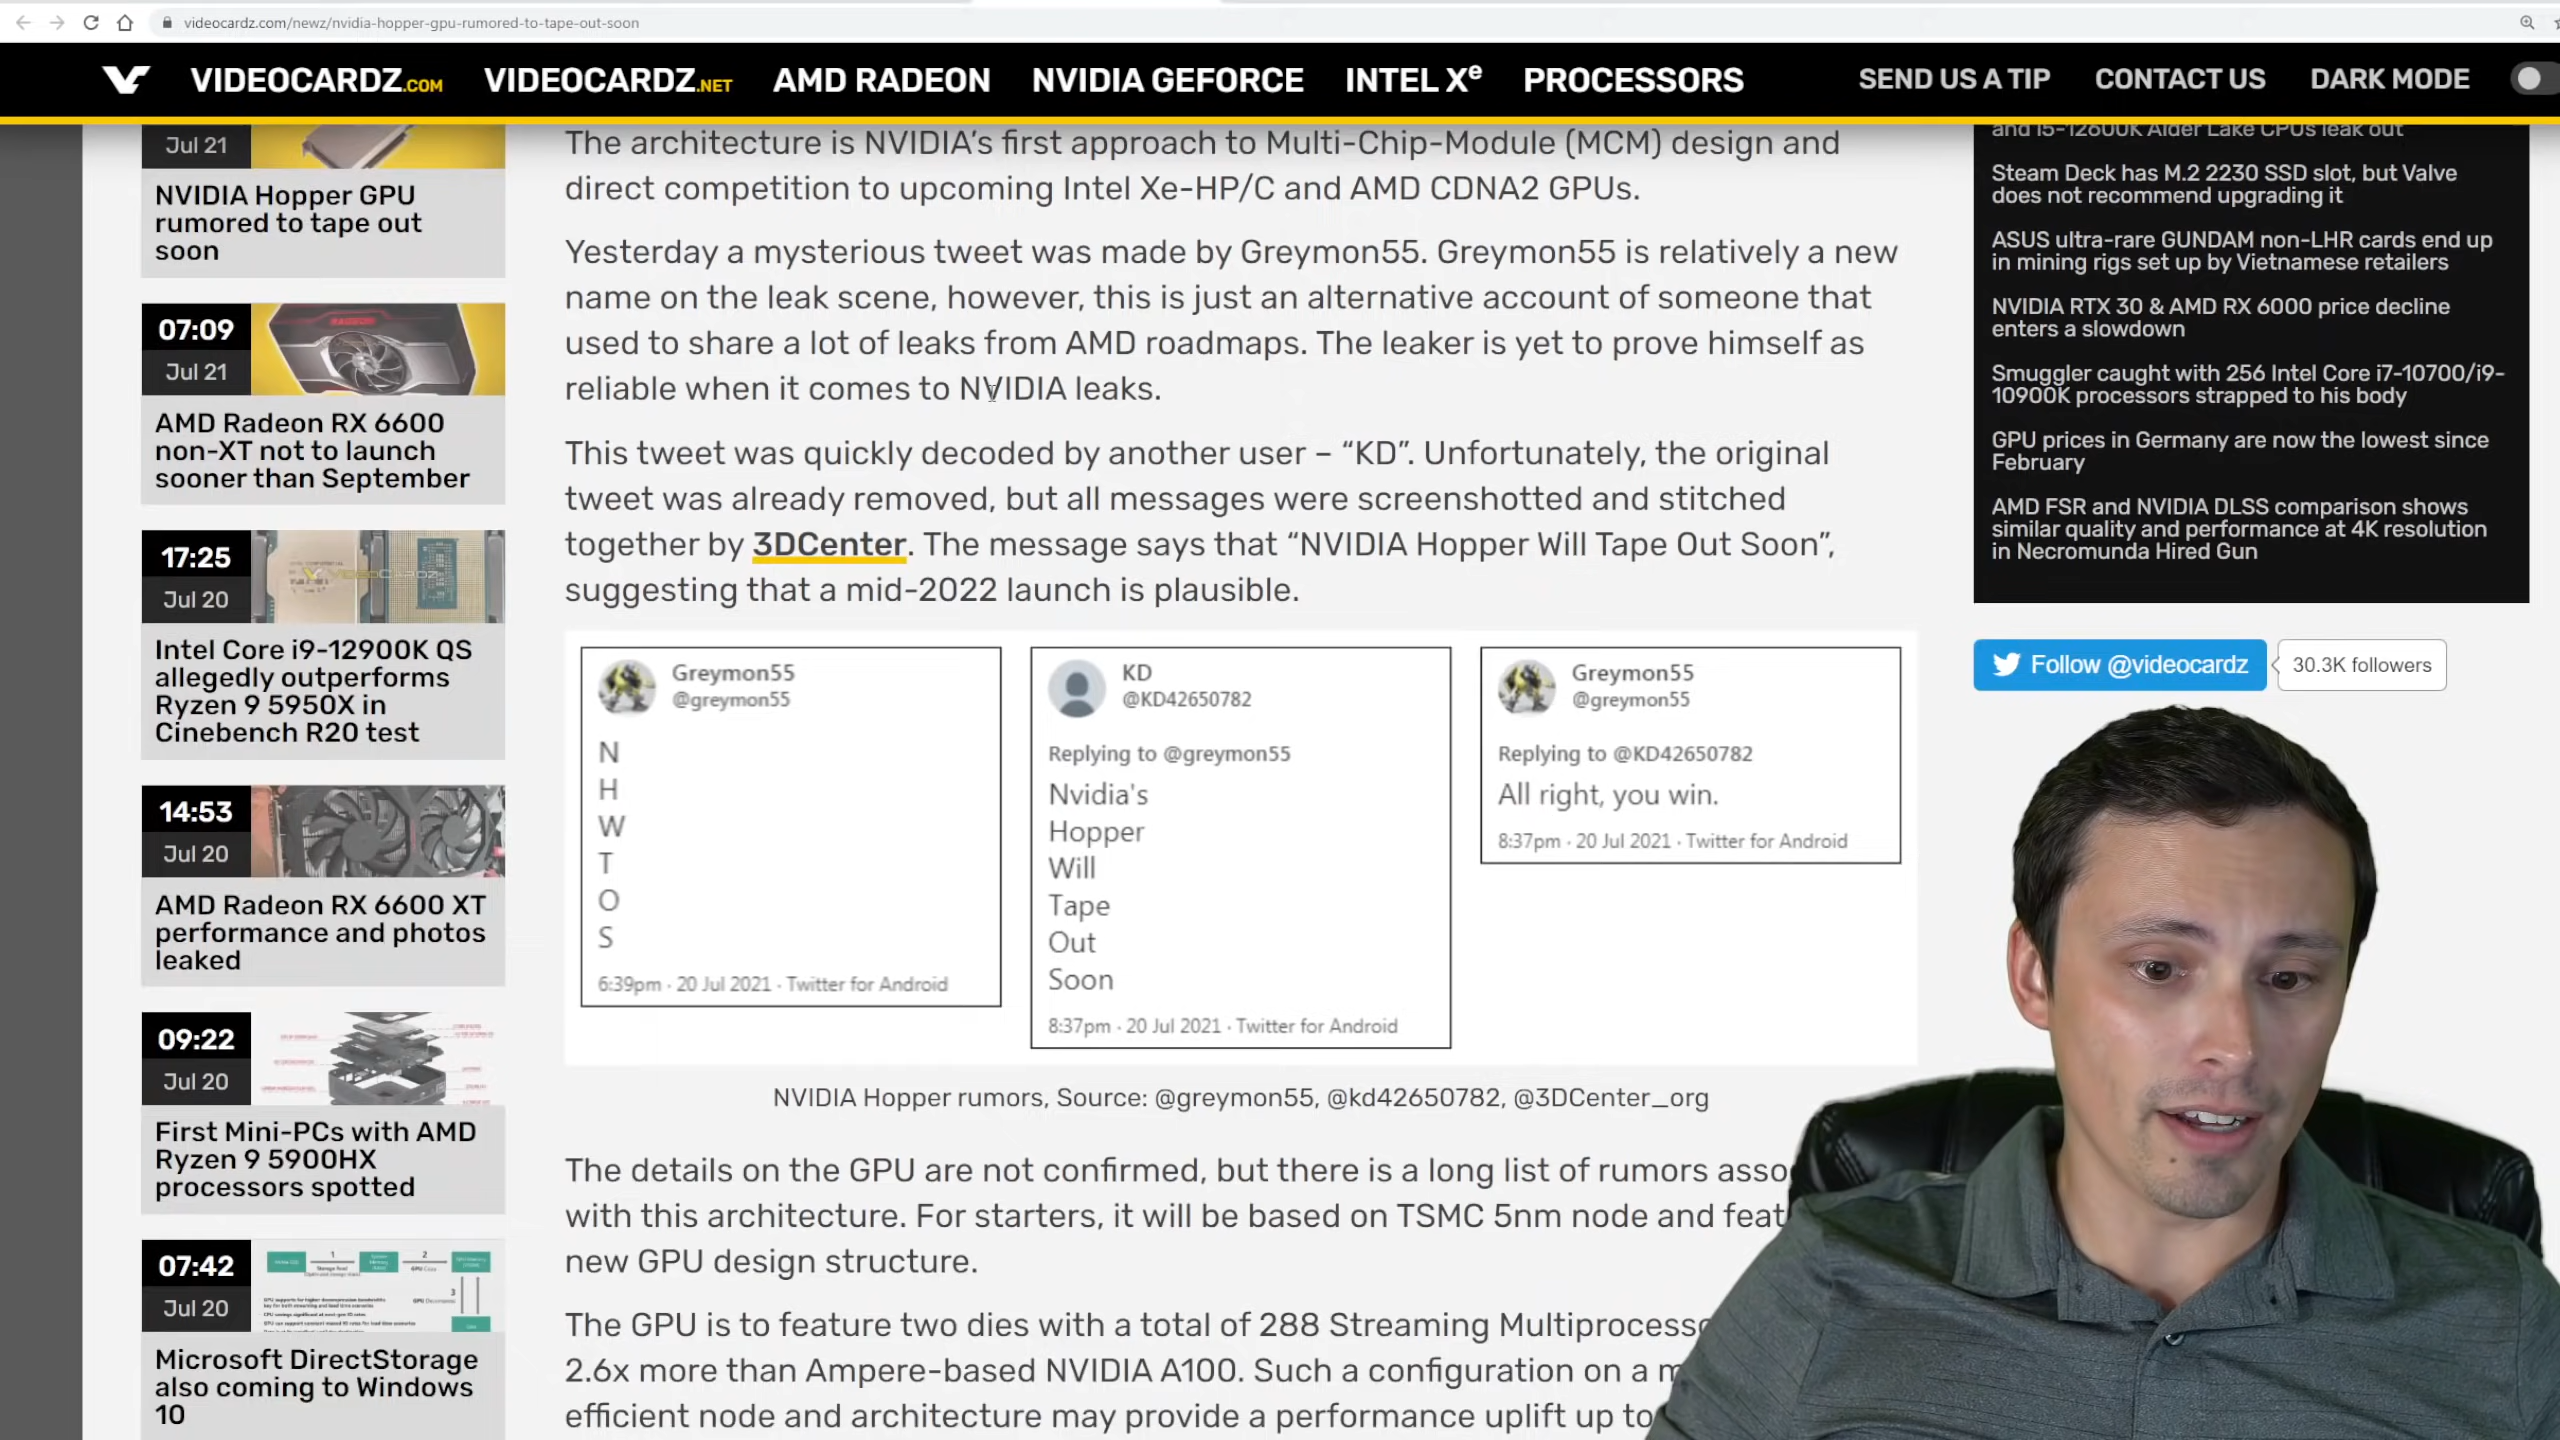 videocardz.com/newz/nvidia-hopper-gpu-rumored-to-tape-out-soon
VIDEOCARDZ.COM VIDEOCARDZ.NET AMD RADEON NVIDIA GEFORCE INTEL Xe PROCESSORS SEND US A TIP CONTACT US DARK MODE
Jul 21
NVIDIA Hopper GPU
rumored to tape out
soon
07:09
Jul 21
AMD Radeon RX 6600
non-XT not to launch
sooner than September
17:25
Jul 20
Intel Core i9-12900K QS
allegedly outperforms
Ryzen 9 5950X in
Cinebench R20 test
14:53
Jul 20
AMD Radeon RX 6600 XT
performance and photos
leaked
09:22
Jul 20
First Mini-PCs with AMD
Ryzen 9 5900HX
processors spotted
07:42
Jul 20
Microsoft DirectStorage
also coming to Windows
10
The architecture is NVIDIA’s first approach to Multi-Chip-Module (MCM) design and
direct competition to upcoming Intel Xe-HP/C and AMD CDNA2 GPUs.
Yesterday a mysterious tweet was made by Greymon55. Greymon55 is relatively a new
name on the leak scene, however, this is just an alternative account of someone that
used to share a lot of leaks from AMD roadmaps. The leaker is yet to prove himself as
reliable when it comes to NVIDIA leaks.
This tweet was quickly decoded by another user – “KD”. Unfortunately, the original
tweet was already removed, but all messages were screenshotted and stitched
together by 3DCenter. The message says that “NVIDIA Hopper Will Tape Out Soon”,
suggesting that a mid-2022 launch is plausible.
Greymon55
@greymon55
N
H
W
T
O
S
6:39pm · 20 Jul 2021 · Twitter for Android
KD
@KD42650782
Replying to @greymon55
Nvidia's
Hopper
Will
Tape
Out
Soon
8:37pm · 20 Jul 2021 · Twitter for Android
Greymon55
@greymon55
Replying to @KD42650782
All right, you win.
8:37pm · 20 Jul 2021 · Twitter for Android
NVIDIA Hopper rumors, Source: @greymon55, @kd42650782, @3DCenter_org
The details on the GPU are not confirmed, but there is a long list of rumors asso
with this architecture. For starters, it will be based on TSMC 5nm node and feat
new GPU design structure.
The GPU is to feature two dies with a total of 288 Streaming Multiprocess
2.6x more than Ampere-based NVIDIA A100. Such a configuration on a m
efficient node and architecture may provide a performance uplift up to
and i5-12600K Alder Lake CPUs leak out
Steam Deck has M.2 2230 SSD slot, but Valve
does not recommend upgrading it
ASUS ultra-rare GUNDAM non-LHR cards end up
in mining rigs set up by Vietnamese retailers
NVIDIA RTX 30 & AMD RX 6000 price decline
enters a slowdown
Smuggler caught with 256 Intel Core i7-10700/i9-
10900K processors strapped to his body
GPU prices in Germany are now the lowest since
February
AMD FSR and NVIDIA DLSS comparison shows
similar quality and performance at 4K resolution
in Necromunda Hired Gun
Follow @videocardz
30.3K followers